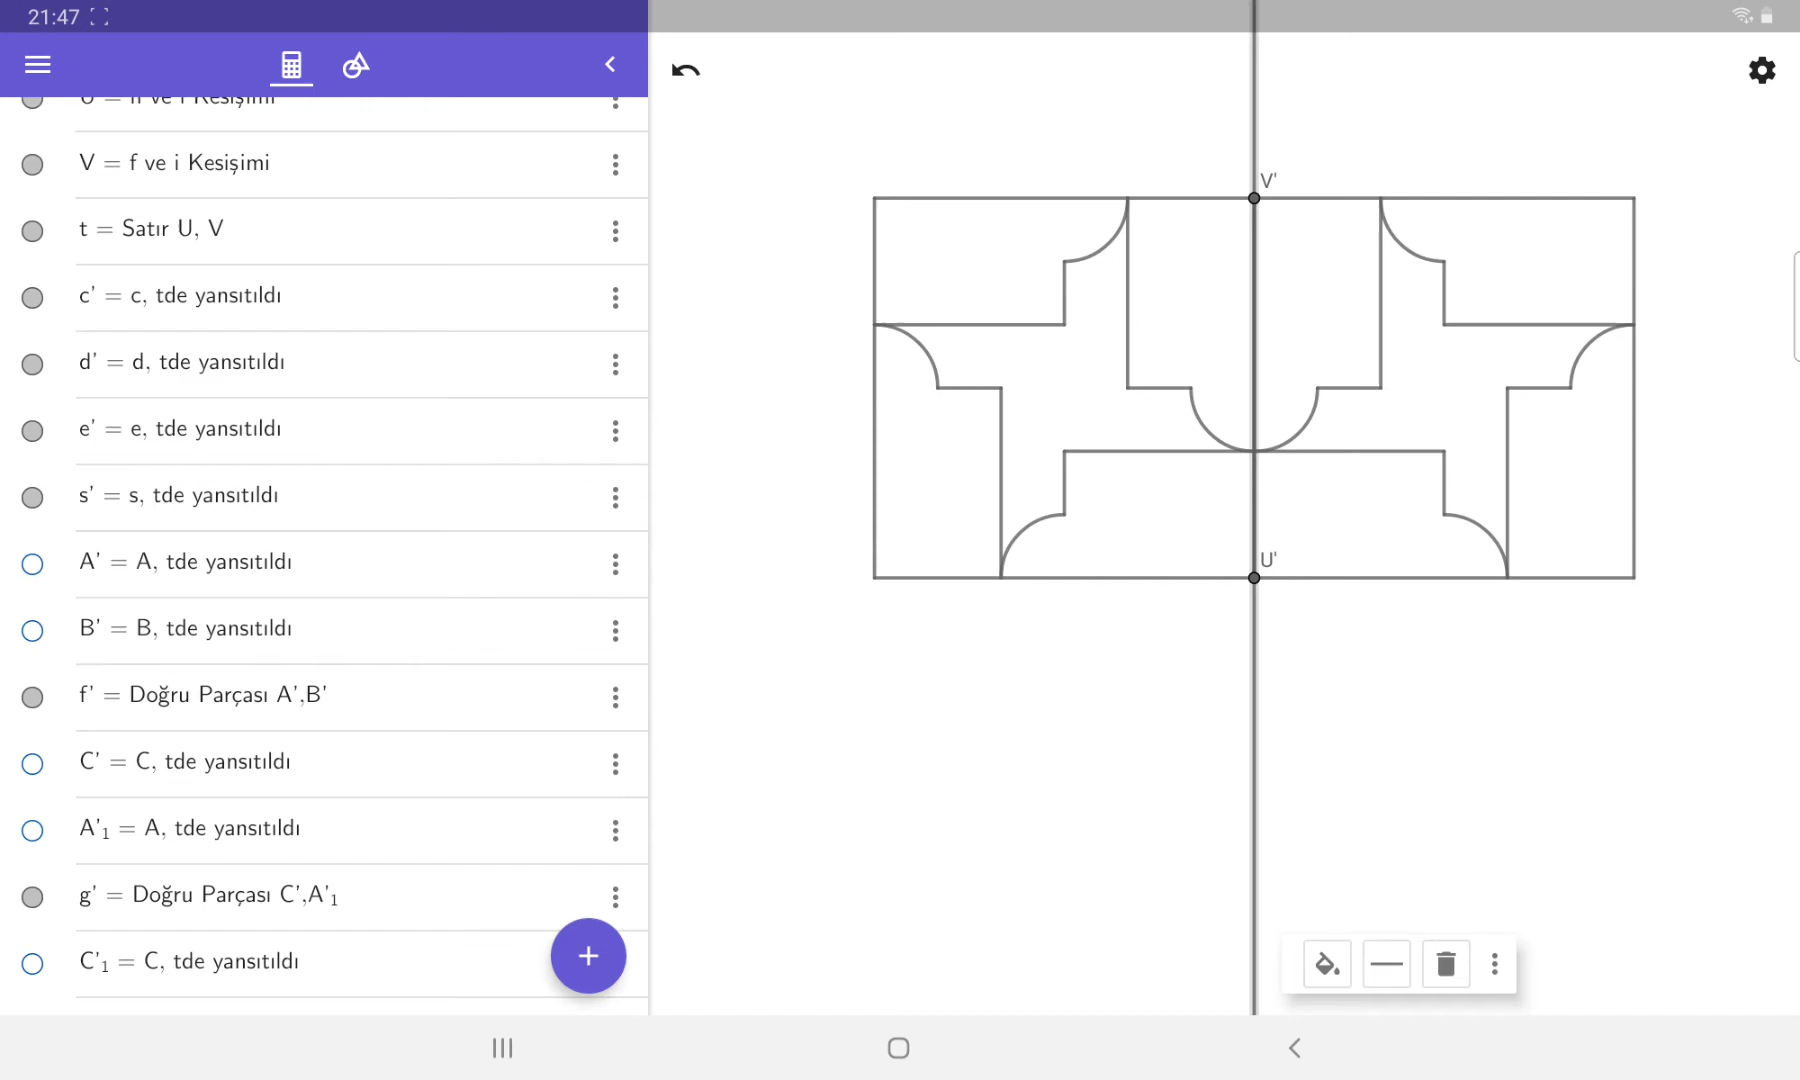 21:47
V = f ve i Kesişimi
t = Satır U, V
c' = c, tde yansıtıldı
d' = d, tde yansıtıldı
e' = e, tde yansıtıldı
s' = s, tde yansıtıldı
A' = A, tde yansıtıldı
B' = B, tde yansıtıldı
f' = Doğru Parçası A',B'
C' = C, tde yansıtıldı
A'₁ = A, tde yansıtıldı
g' = Doğru Parçası C',A'₁
C'₁ = C, tde yansıtıldı
+
V'
U'